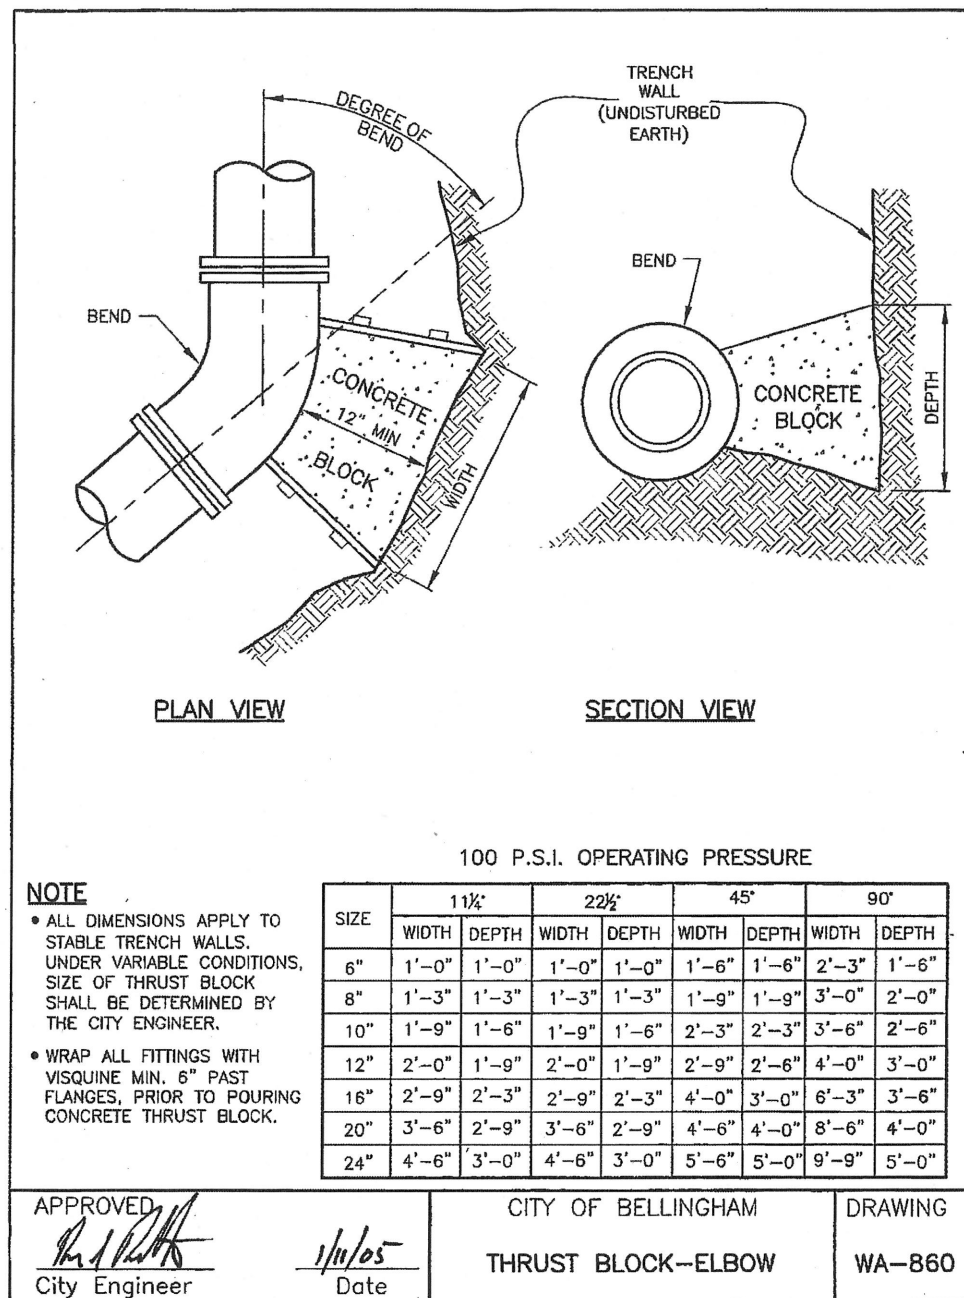 TRENCH
WALL
(UNDISTURBED
EARTH)
DEGREE OF
BEND
BEND
BEND
CONCRETE
12" MIN
BLOCK
WIDTH
CONCRETE
BLOCK
DEPTH
PLAN VIEW
SECTION VIEW
100 P.S.I. OPERATING PRESSURE
NOTE
• ALL DIMENSIONS APPLY TO
STABLE TRENCH WALLS.
UNDER VARIABLE CONDITIONS,
SIZE OF THRUST BLOCK
SHALL BE DETERMINED BY
THE CITY ENGINEER.
• WRAP ALL FITTINGS WITH
VISQUINE MIN. 6" PAST
FLANGES, PRIOR TO POURING
CONCRETE THRUST BLOCK.
SIZE 11¼° 22½° 45° 90°
WIDTH DEPTH WIDTH DEPTH WIDTH DEPTH WIDTH DEPTH
6" 1'-0" 1'-0" 1'-0" 1'-0" 1'-6" 1'-6" 2'-3" 1'-6"
8" 1'-3" 1'-3" 1'-3" 1'-3" 1'-9" 1'-9" 3'-0" 2'-0"
10" 1'-9" 1'-6" 1'-9" 1'-6" 2'-3" 2'-3" 3'-6" 2'-6"
12" 2'-0" 1'-9" 2'-0" 1'-9" 2'-9" 2'-6" 4'-0" 3'-0"
16" 2'-9" 2'-3" 2'-9" 2'-3" 4'-0" 3'-0" 6'-3" 3'-6"
20" 3'-6" 2'-9" 3'-6" 2'-9" 4'-6" 4'-0" 8'-6" 4'-0"
24" 4'-6" 3'-0" 4'-6" 3'-0" 5'-6" 5'-0" 9'-9" 5'-0"
APPROVED
1/11/05
City Engineer Date
CITY OF BELLINGHAM
THRUST BLOCK-ELBOW
DRAWING
WA-860